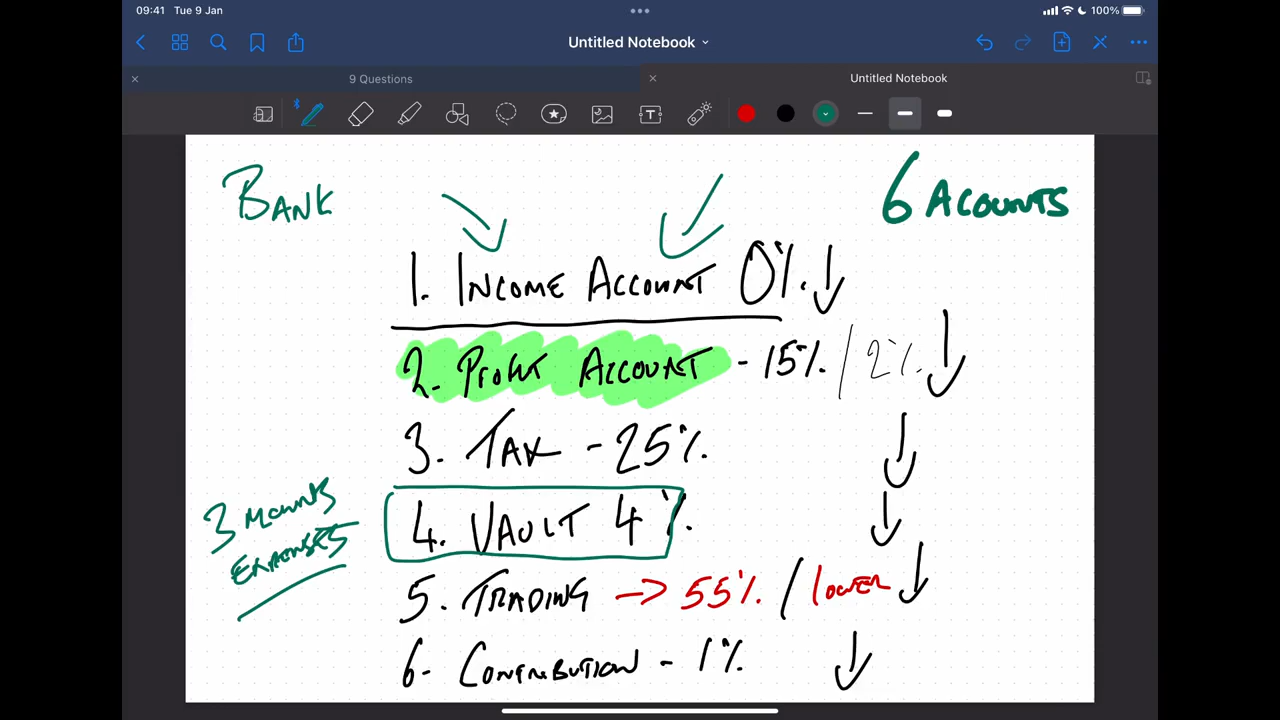 09:41 Tue 9 Jan
100%
Untitled Notebook
9 Questions
Untitled Notebook
BANK
6 ACOUNTS
1. INCOME ACCOUNT 0%
2. PROFIT ACCOUNT - 15% / 2%
3. TAX - 25%
3 MOUNTS
EXPENSES
4. VAULT 4%
5. TRADING → 55% / LOWER
6- CONTRIBUTION - 1%